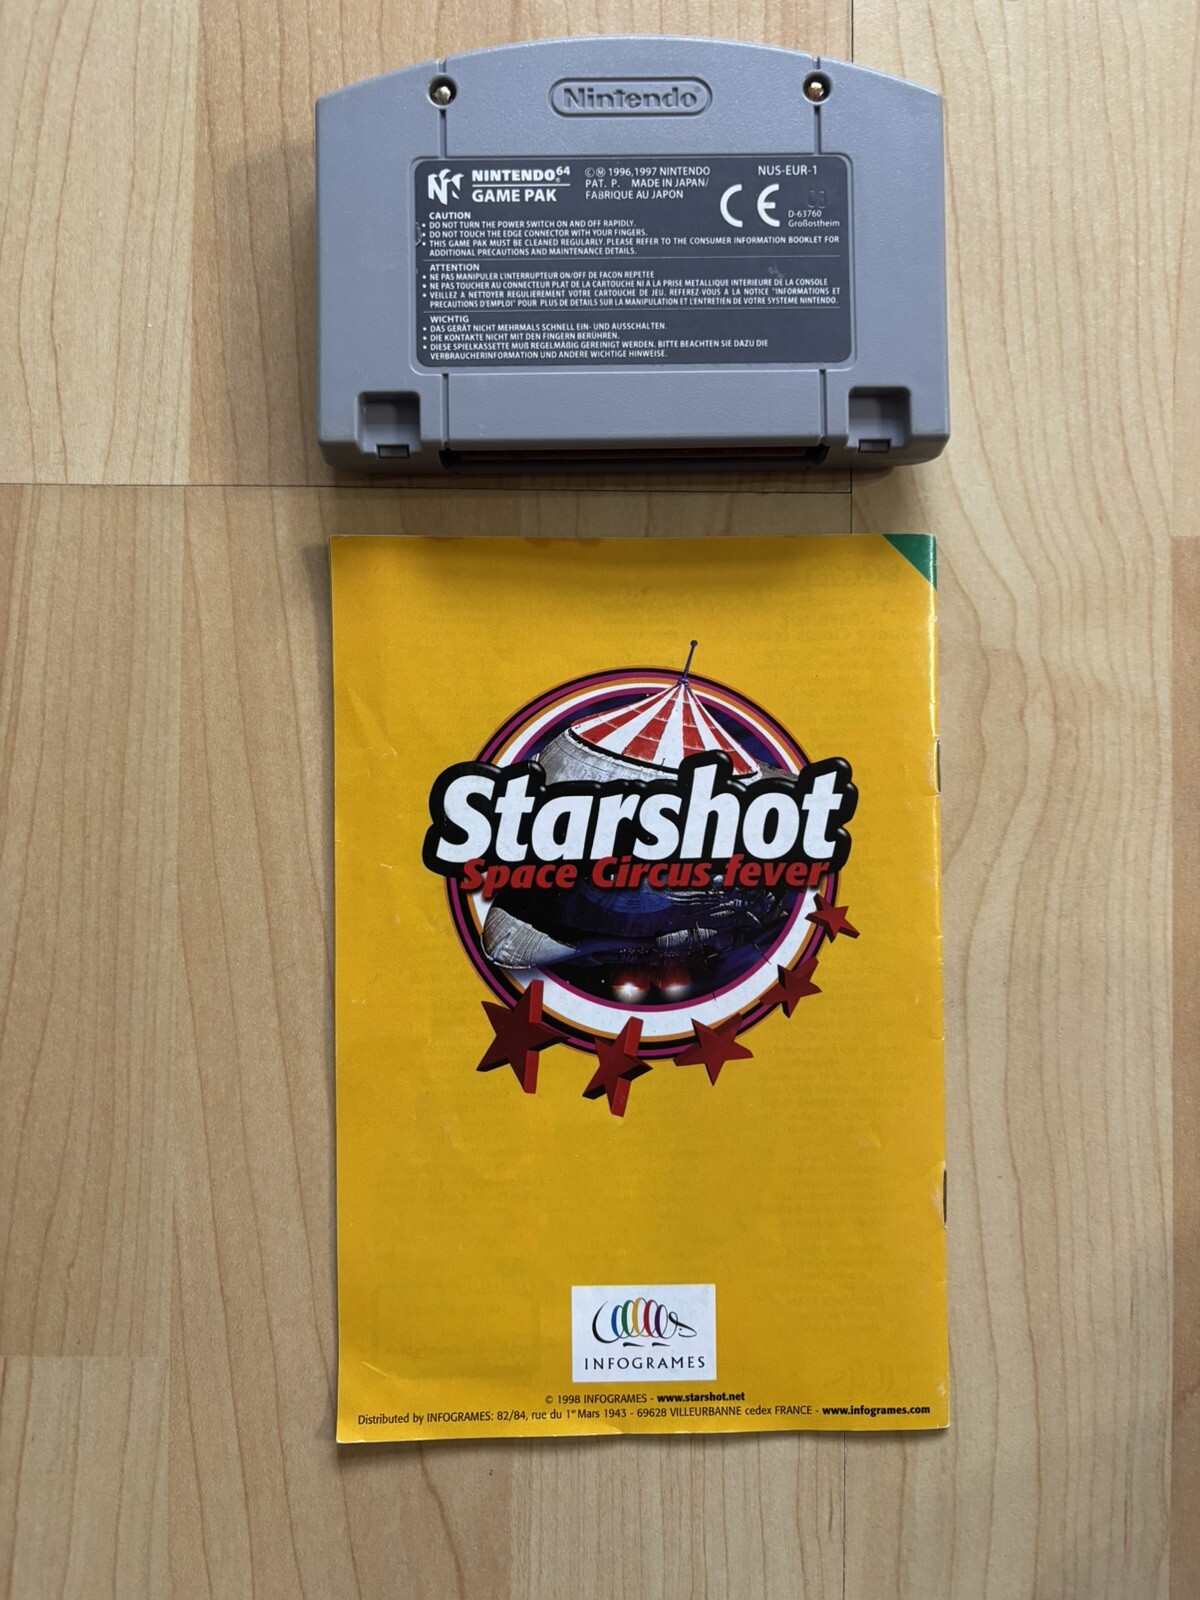 Nintendo
NINTENDO64
GAME PAK
©Ⓜ 1996,1997 NINTENDO
PAT. P. MADE IN JAPAN/
FABRIQUE AU JAPON
NUS-EUR-1
CE
D-63760
Großostheim
CAUTION
• DO NOT TURN THE POWER SWITCH ON AND OFF RAPIDLY.
• DO NOT TOUCH THE EDGE CONNECTOR WITH YOUR FINGERS.
• THIS GAME PAK MUST BE CLEANED REGULARLY. PLEASE REFER TO THE CONSUMER INFORMATION BOOKLET FOR
ADDITIONAL PRECAUTIONS AND MAINTENANCE DETAILS.
ATTENTION
• NE PAS MANIPULER L'INTERRUPTEUR ON/OFF DE FACON REPETEE
• NE PAS TOUCHER AU CONNECTEUR PLAT DE LA CARTOUCHE NI A LA PRISE METALLIQUE INTERIEURE DE LA CONSOLE
• VEILLEZ A NETTOYER REGULIEREMENT VOTRE CARTOUCHE DE JEU. REFEREZ-VOUS A LA NOTICE "INFORMATIONS ET
PRECAUTIONS D'EMPLOI" POUR PLUS DE DETAILS SUR LA MANIPULATION ET L'ENTRETIEN DE VOTRE SYSTEME NINTENDO.
WICHTIG
• DAS GERÄT NICHT MEHRMALS SCHNELL EIN- UND AUSSCHALTEN.
• DIE KONTAKTE NICHT MIT DEN FINGERN BERÜHREN.
• DIESE SPIELKASSETTE MUß REGELMÄßIG GEREINIGT WERDEN. BITTE BEACHTEN SIE DAZU DIE
VERBRAUCHERINFORMATION UND ANDERE WICHTIGE HINWEISE.
Starshot
Space Circus fever
INFOGRAMES
© 1998 INFOGRAMES - www.starshot.net
Distributed by INFOGRAMES: 82/84, rue du 1er Mars 1943 - 69628 VILLEURBANNE cedex FRANCE - www.infogrames.com